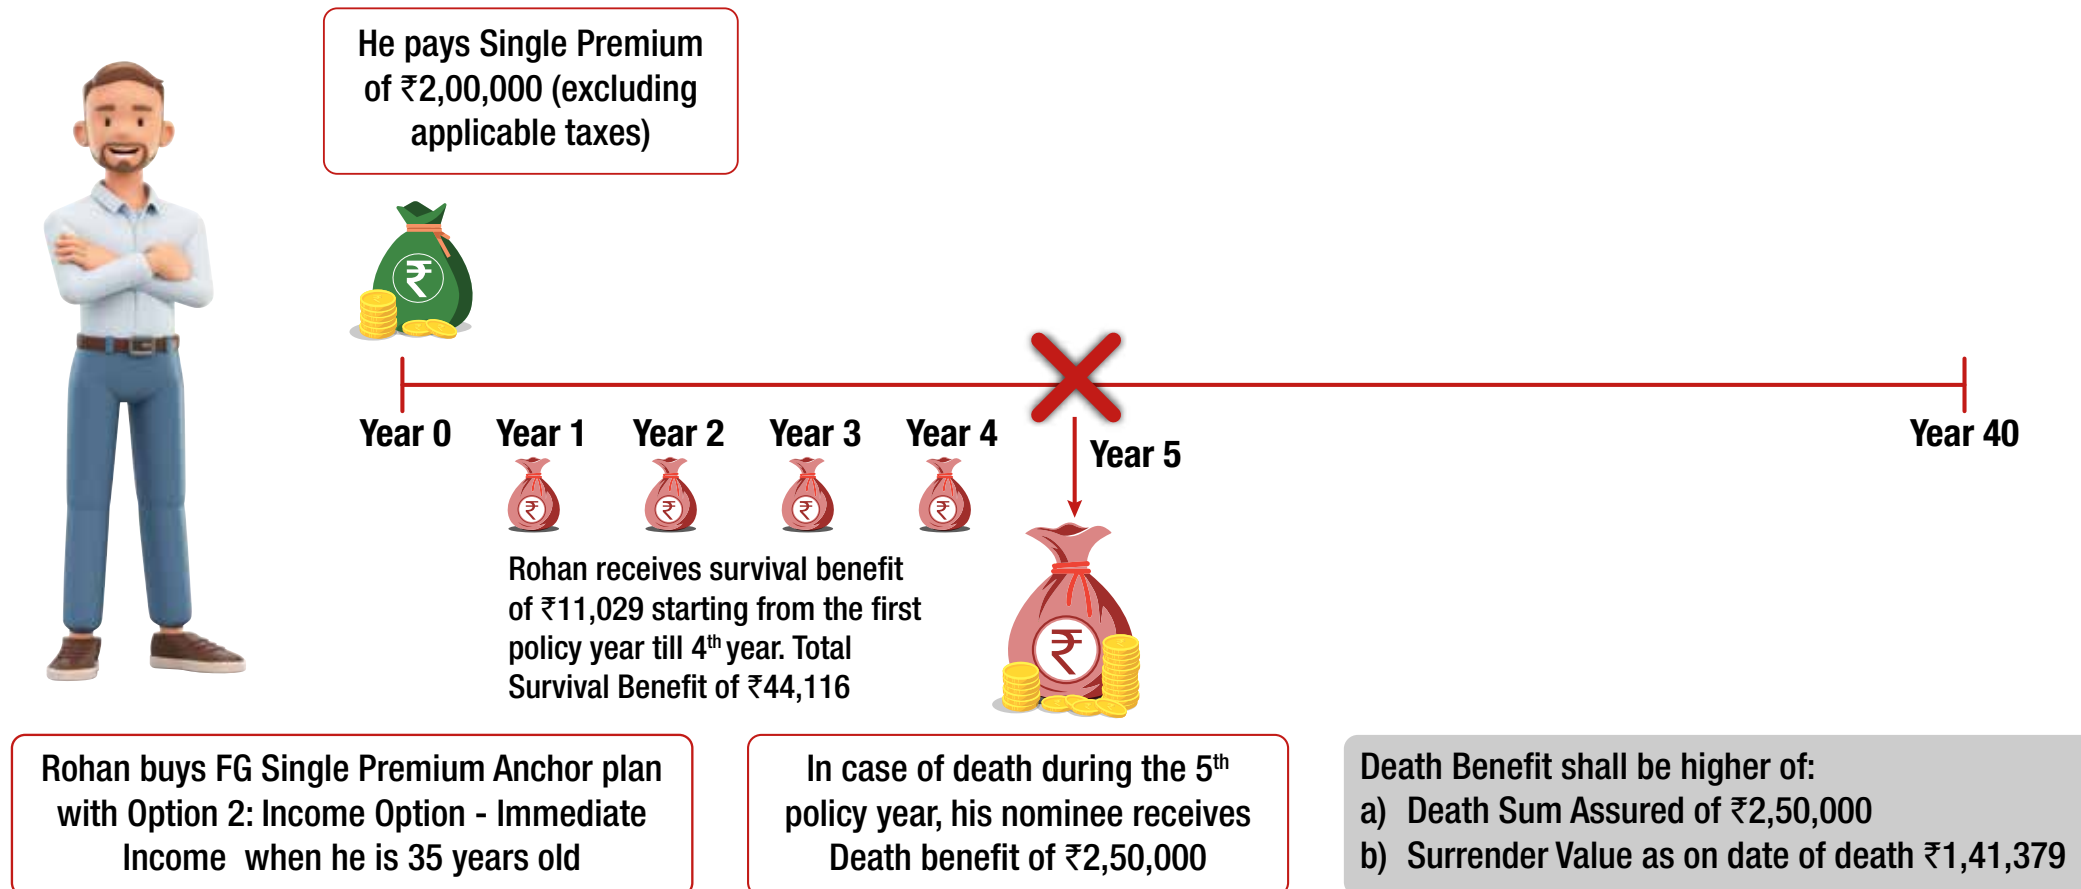 He pays Single Premium
of ₹2,00,000 (excluding
applicable taxes)
₹
Year 0
Year 1
Year 2
Year 3
Year 4
Year 5
Year 40
₹
₹
₹
₹
Rohan receives survival benefit
of ₹11,029 starting from the first
policy year till 4th year. Total
Survival Benefit of ₹44,116
₹
Rohan buys FG Single Premium Anchor plan
with Option 2: Income Option - Immediate
Income when he is 35 years old
In case of death during the 5th
policy year, his nominee receives
Death benefit of ₹2,50,000
Death Benefit shall be higher of:
a) Death Sum Assured of ₹2,50,000
b) Surrender Value as on date of death ₹1,41,379